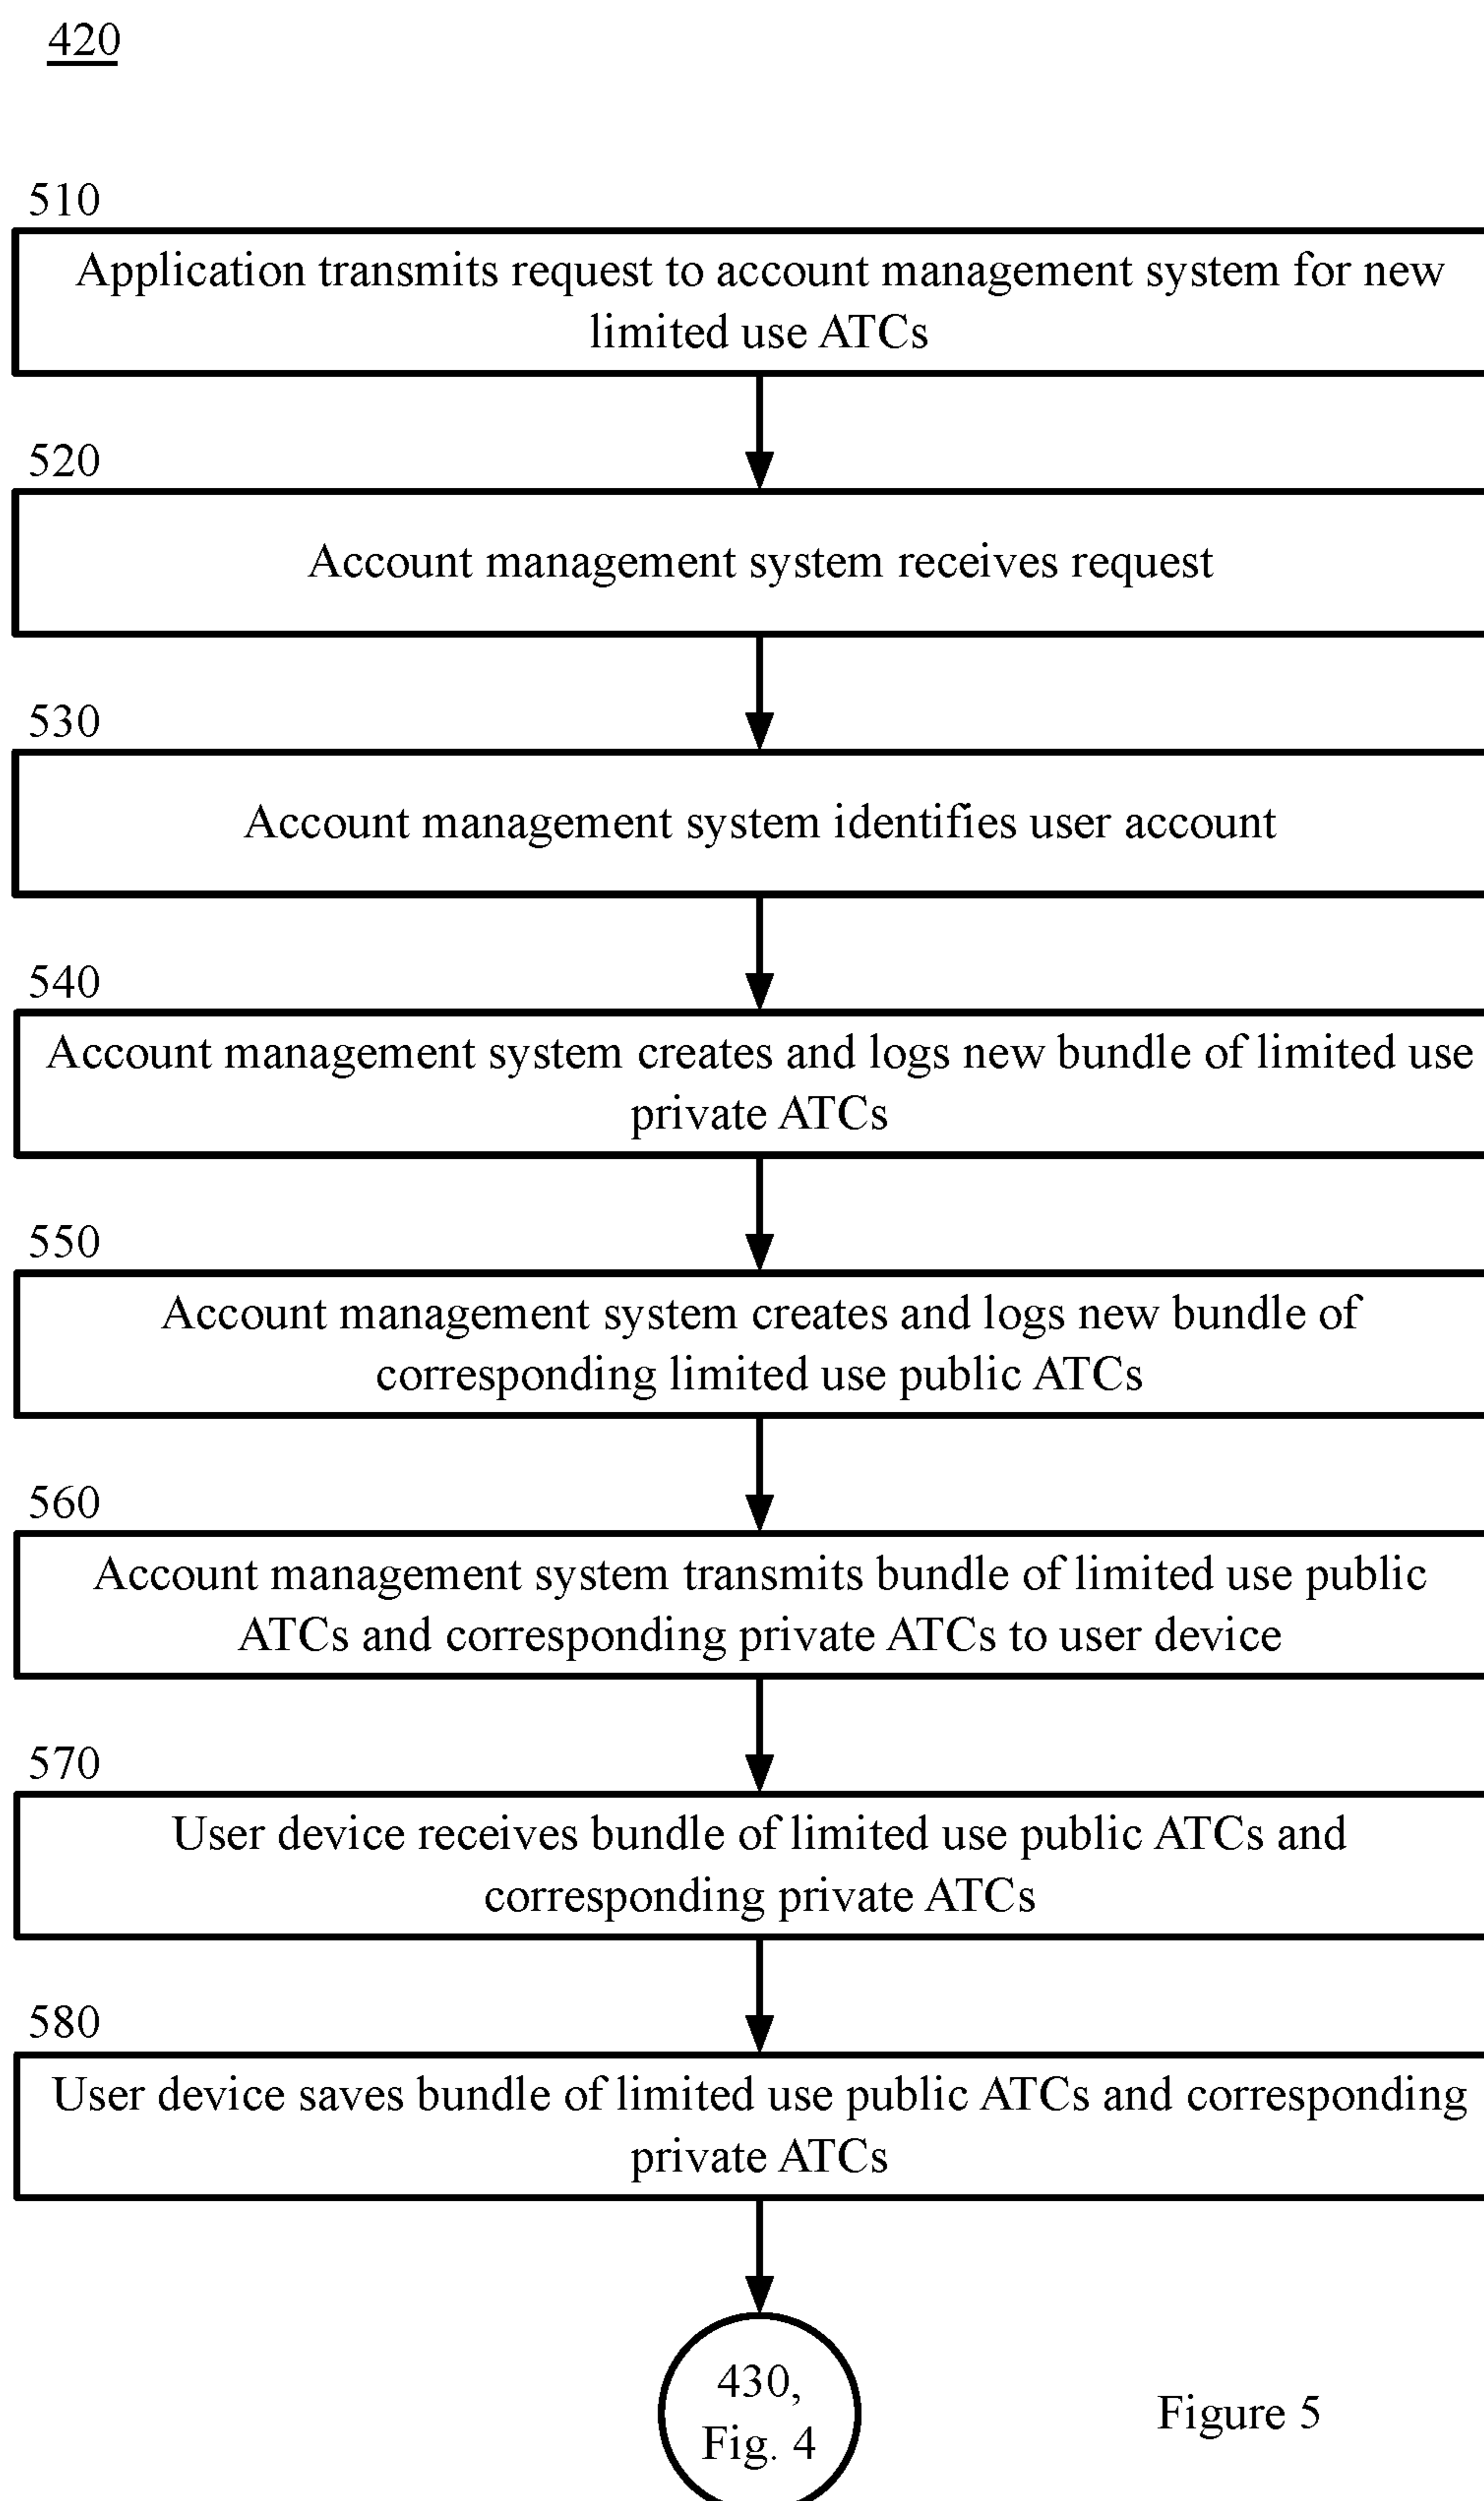 420
510
Application transmits request to account management system for new
limited use ATCs
520
Account management system receives request
530
Account management system identifies user account
540
Account management system creates and logs new bundle of limited use
private ATCs
550
Account management system creates and logs new bundle of
corresponding limited use public ATCs
560
Account management system transmits bundle of limited use public
ATCs and corresponding private ATCs to user device
570
User device receives bundle of limited use public ATCs and
corresponding private ATCs
580
User device saves bundle of limited use public ATCs and corresponding
private ATCs
430,
Fig. 4
Figure 5